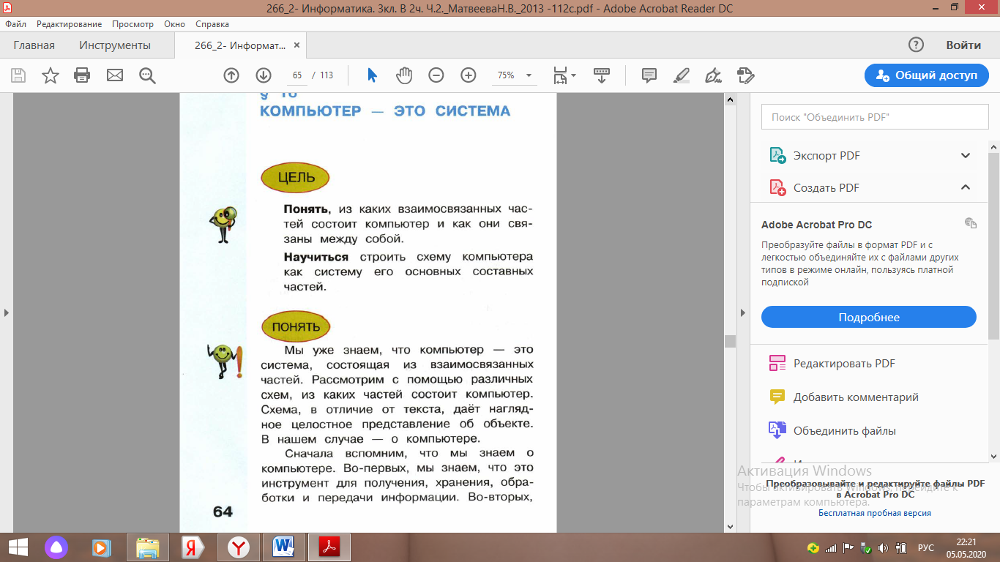 266_2- Информатика. 3кл. В 2ч. Ч.2._МатвееваН.В._2013 -112с.pdf - Adobe Acrobat Reader DC
Файл Редактирование Просмотр Окно Справка
Главная Инструменты 266_2- Информат... × Войти
65 / 113 75% Общий доступ
КОМПЬЮТЕР — ЭТО СИСТЕМА
ЦЕЛЬ
Понять, из каких взаимосвязанных час-
тей состоит компьютер и как они свя-
заны между собой.
Научиться строить схему компьютера
как систему его основных составных
частей.
ПОНЯТЬ
Мы уже знаем, что компьютер — это
система, состоящая из взаимосвязанных
частей. Рассмотрим с помощью различных
схем, из каких частей состоит компьютер.
Схема, в отличие от текста, даёт нагляд-
ное целостное представление об объекте.
В нашем случае — о компьютере.
Сначала вспомним, что мы знаем о
компьютере. Во-первых, мы знаем, что это
инструмент для получения, хранения, обра-
ботки и передачи информации. Во-вторых,
64
Поиск "Объединить PDF"
Экспорт PDF
Создать PDF
Adobe Acrobat Pro DC
Преобразуйте файлы в формат PDF и с
легкостью объединяйте их с файлами других
типов в режиме онлайн, пользуясь платной
подпиской
Подробнее
Редактировать PDF
Добавить комментарий
Объединить файлы
Активация Windows
Чтобы активировать Windows, перейдите к
параметрам компьютера.
Преобразовывайте и редактируйте файлы PDF
в Acrobat Pro DC
Бесплатная пробная версия
РУС 22:21
05.05.2020